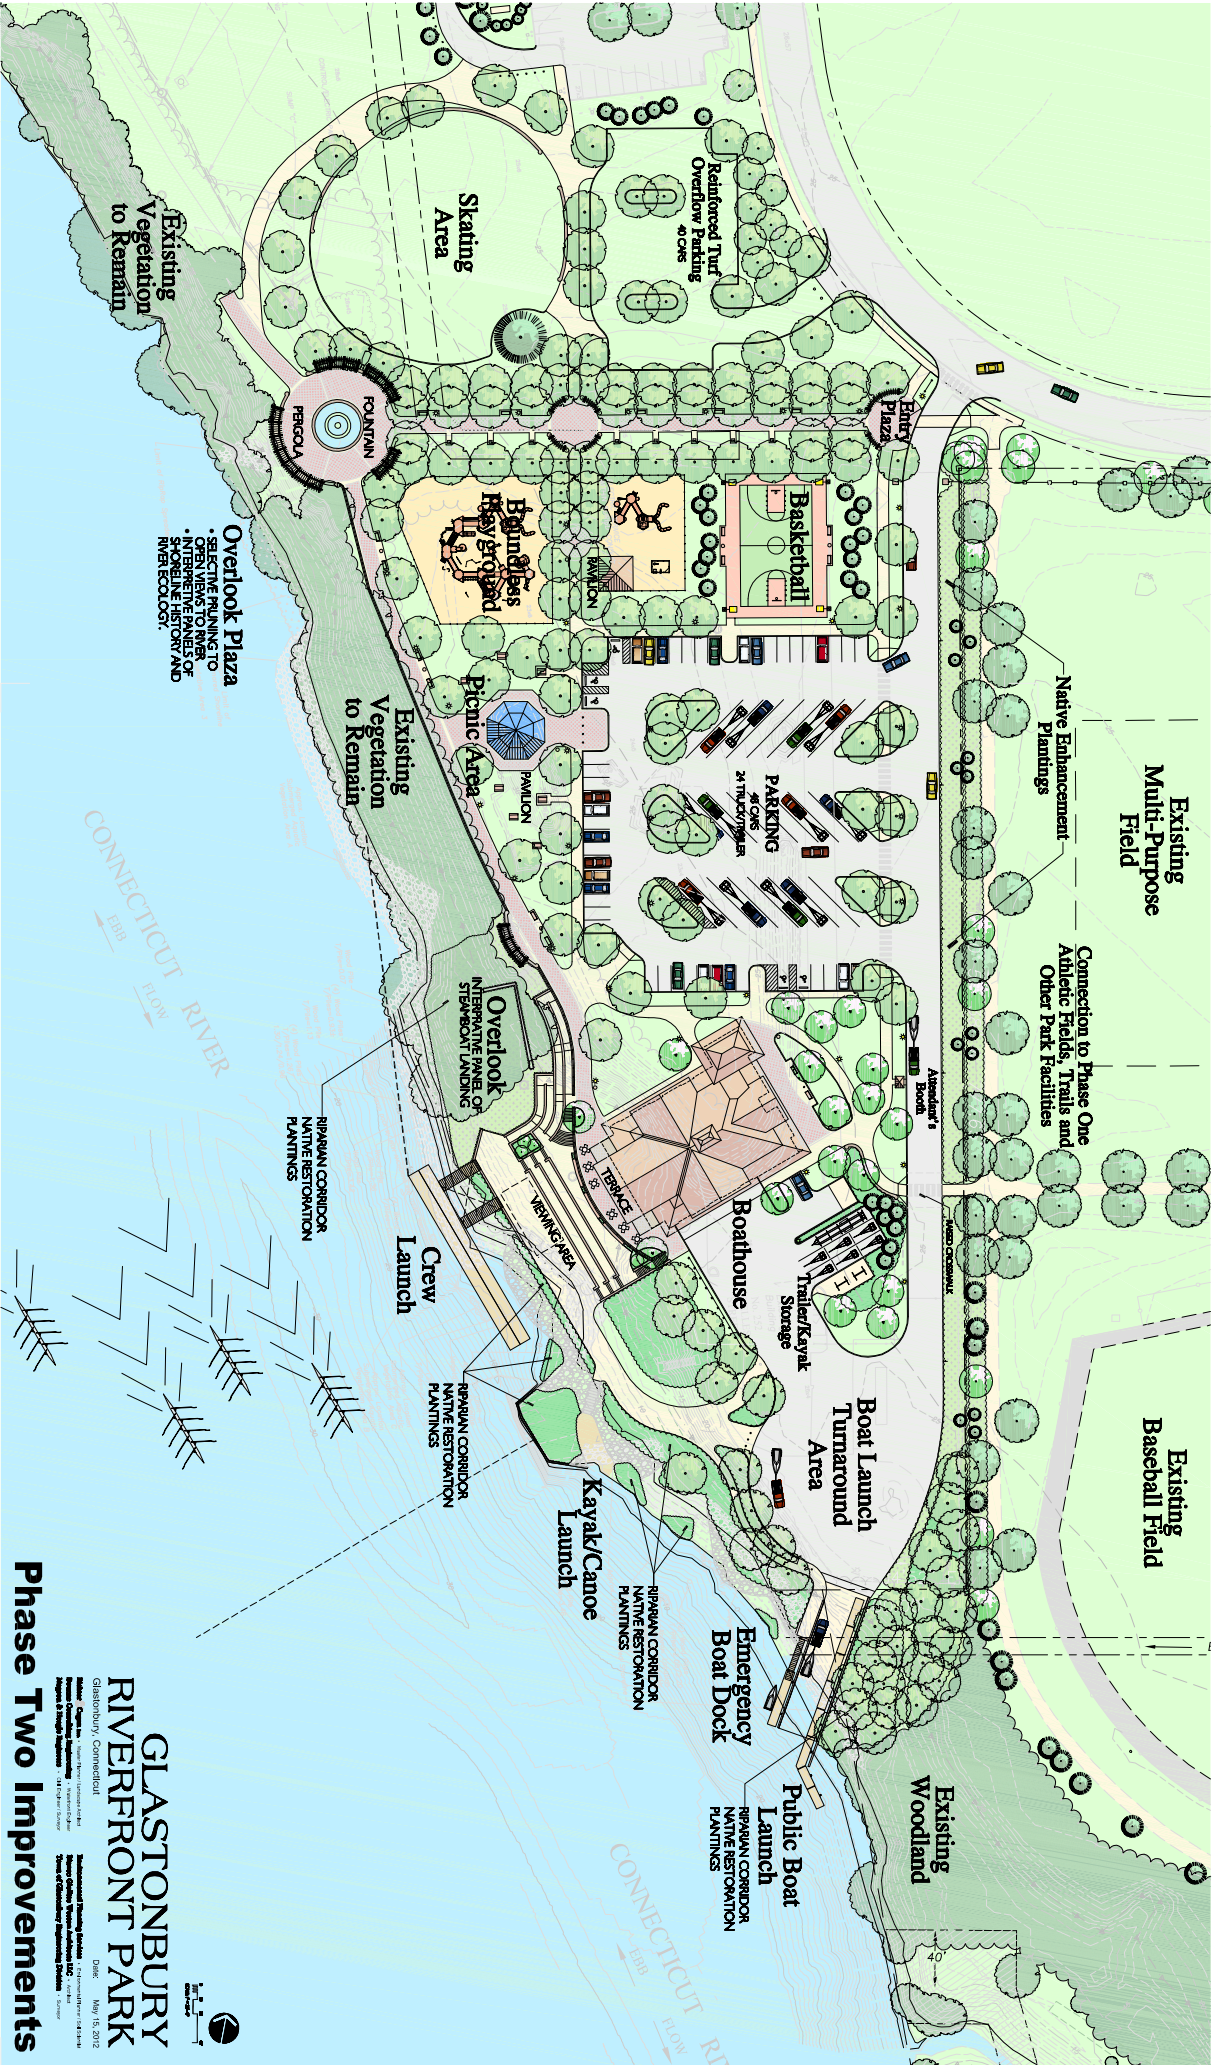 Reinforced Turf
Overflow Parking
40 CARS
Skating
Area
Existing
Vegetation
to Remain
Entry
Plaza
FOUNTAIN
PERGOLA
Basketball
Boundless
Playground
PAVILION
Overlook Plaza
• SELECTIVE PRUNING TO
OPEN VIEWS TO RIVER
• INTERPRETIVE PANELS OF
SHORELINE HISTORY AND
RIVER ECOLOGY.
Native Enhancement
Plantings
Existing
Multi-Purpose
Field
Picnic Area
PAVILION
PARKING
48 CARS
24 TRUCK/TRAILER
Existing
Vegetation
to Remain
CONNECTICUT RIVER
EBB
FLOW
Connection to Phase One
Athletic Fields, Trails and
Other Park Facilities
Attendant's
Booth
Overlook
INTERPRATIVE PANEL OF
STEAMBOAT LANDING
RIPARIAN CORRIDOR
NATIVE RESTORATION
PLANTINGS
TERRACE
VIEWING AREA
Boathouse
RAISED CROSSWALK
Trailer/Kayak
Storage
Crew
Launch
RIPARIAN CORRIDOR
NATIVE RESTORATION
PLANTINGS
Boat Launch
Turnaround
Area
Existing
Baseball Field
Kayak/Canoe
Launch
RIPARIAN CORRIDOR
NATIVE RESTORATION
PLANTINGS
Emergency
Boat Dock
Public Boat
Launch
RIPARIAN CORRIDOR
NATIVE RESTORATION
PLANTINGS
Existing
Woodland
40'
CONNECTICUT RI
EBB
FLOW
GLASTONBURY
RIVERFRONT PARK
Glastonbury, Connecticut
Date: May 15, 2012
Phase Two Improvements